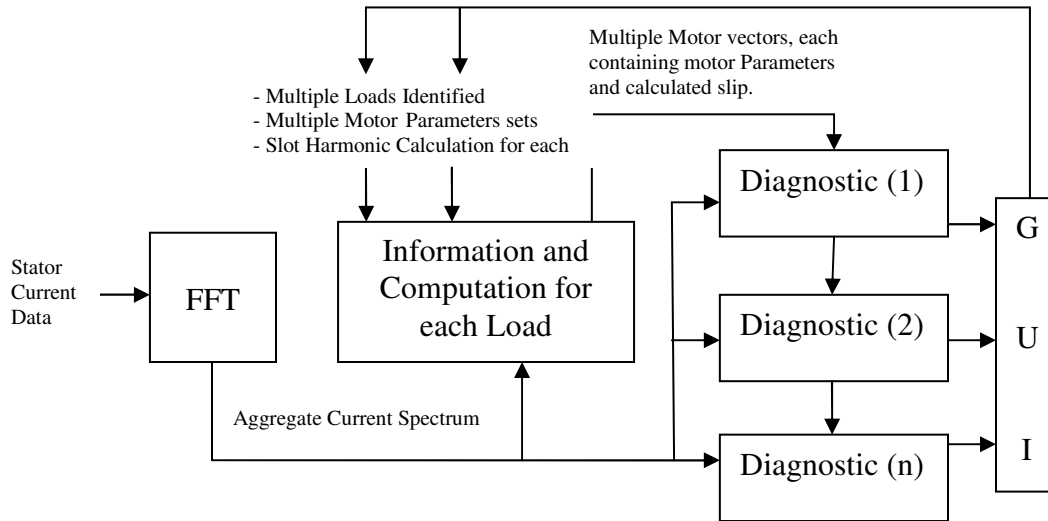 Multiple Motor vectors, each
containing motor Parameters
and calculated slip.
- Multiple Loads Identified
- Multiple Motor Parameters sets
- Slot Harmonic Calculation for each
Stator
Current
Data
FFT
Information and
Computation for
each Load
Aggregate Current Spectrum
Diagnostic (1)
Diagnostic (2)
Diagnostic (n)
G
U
I